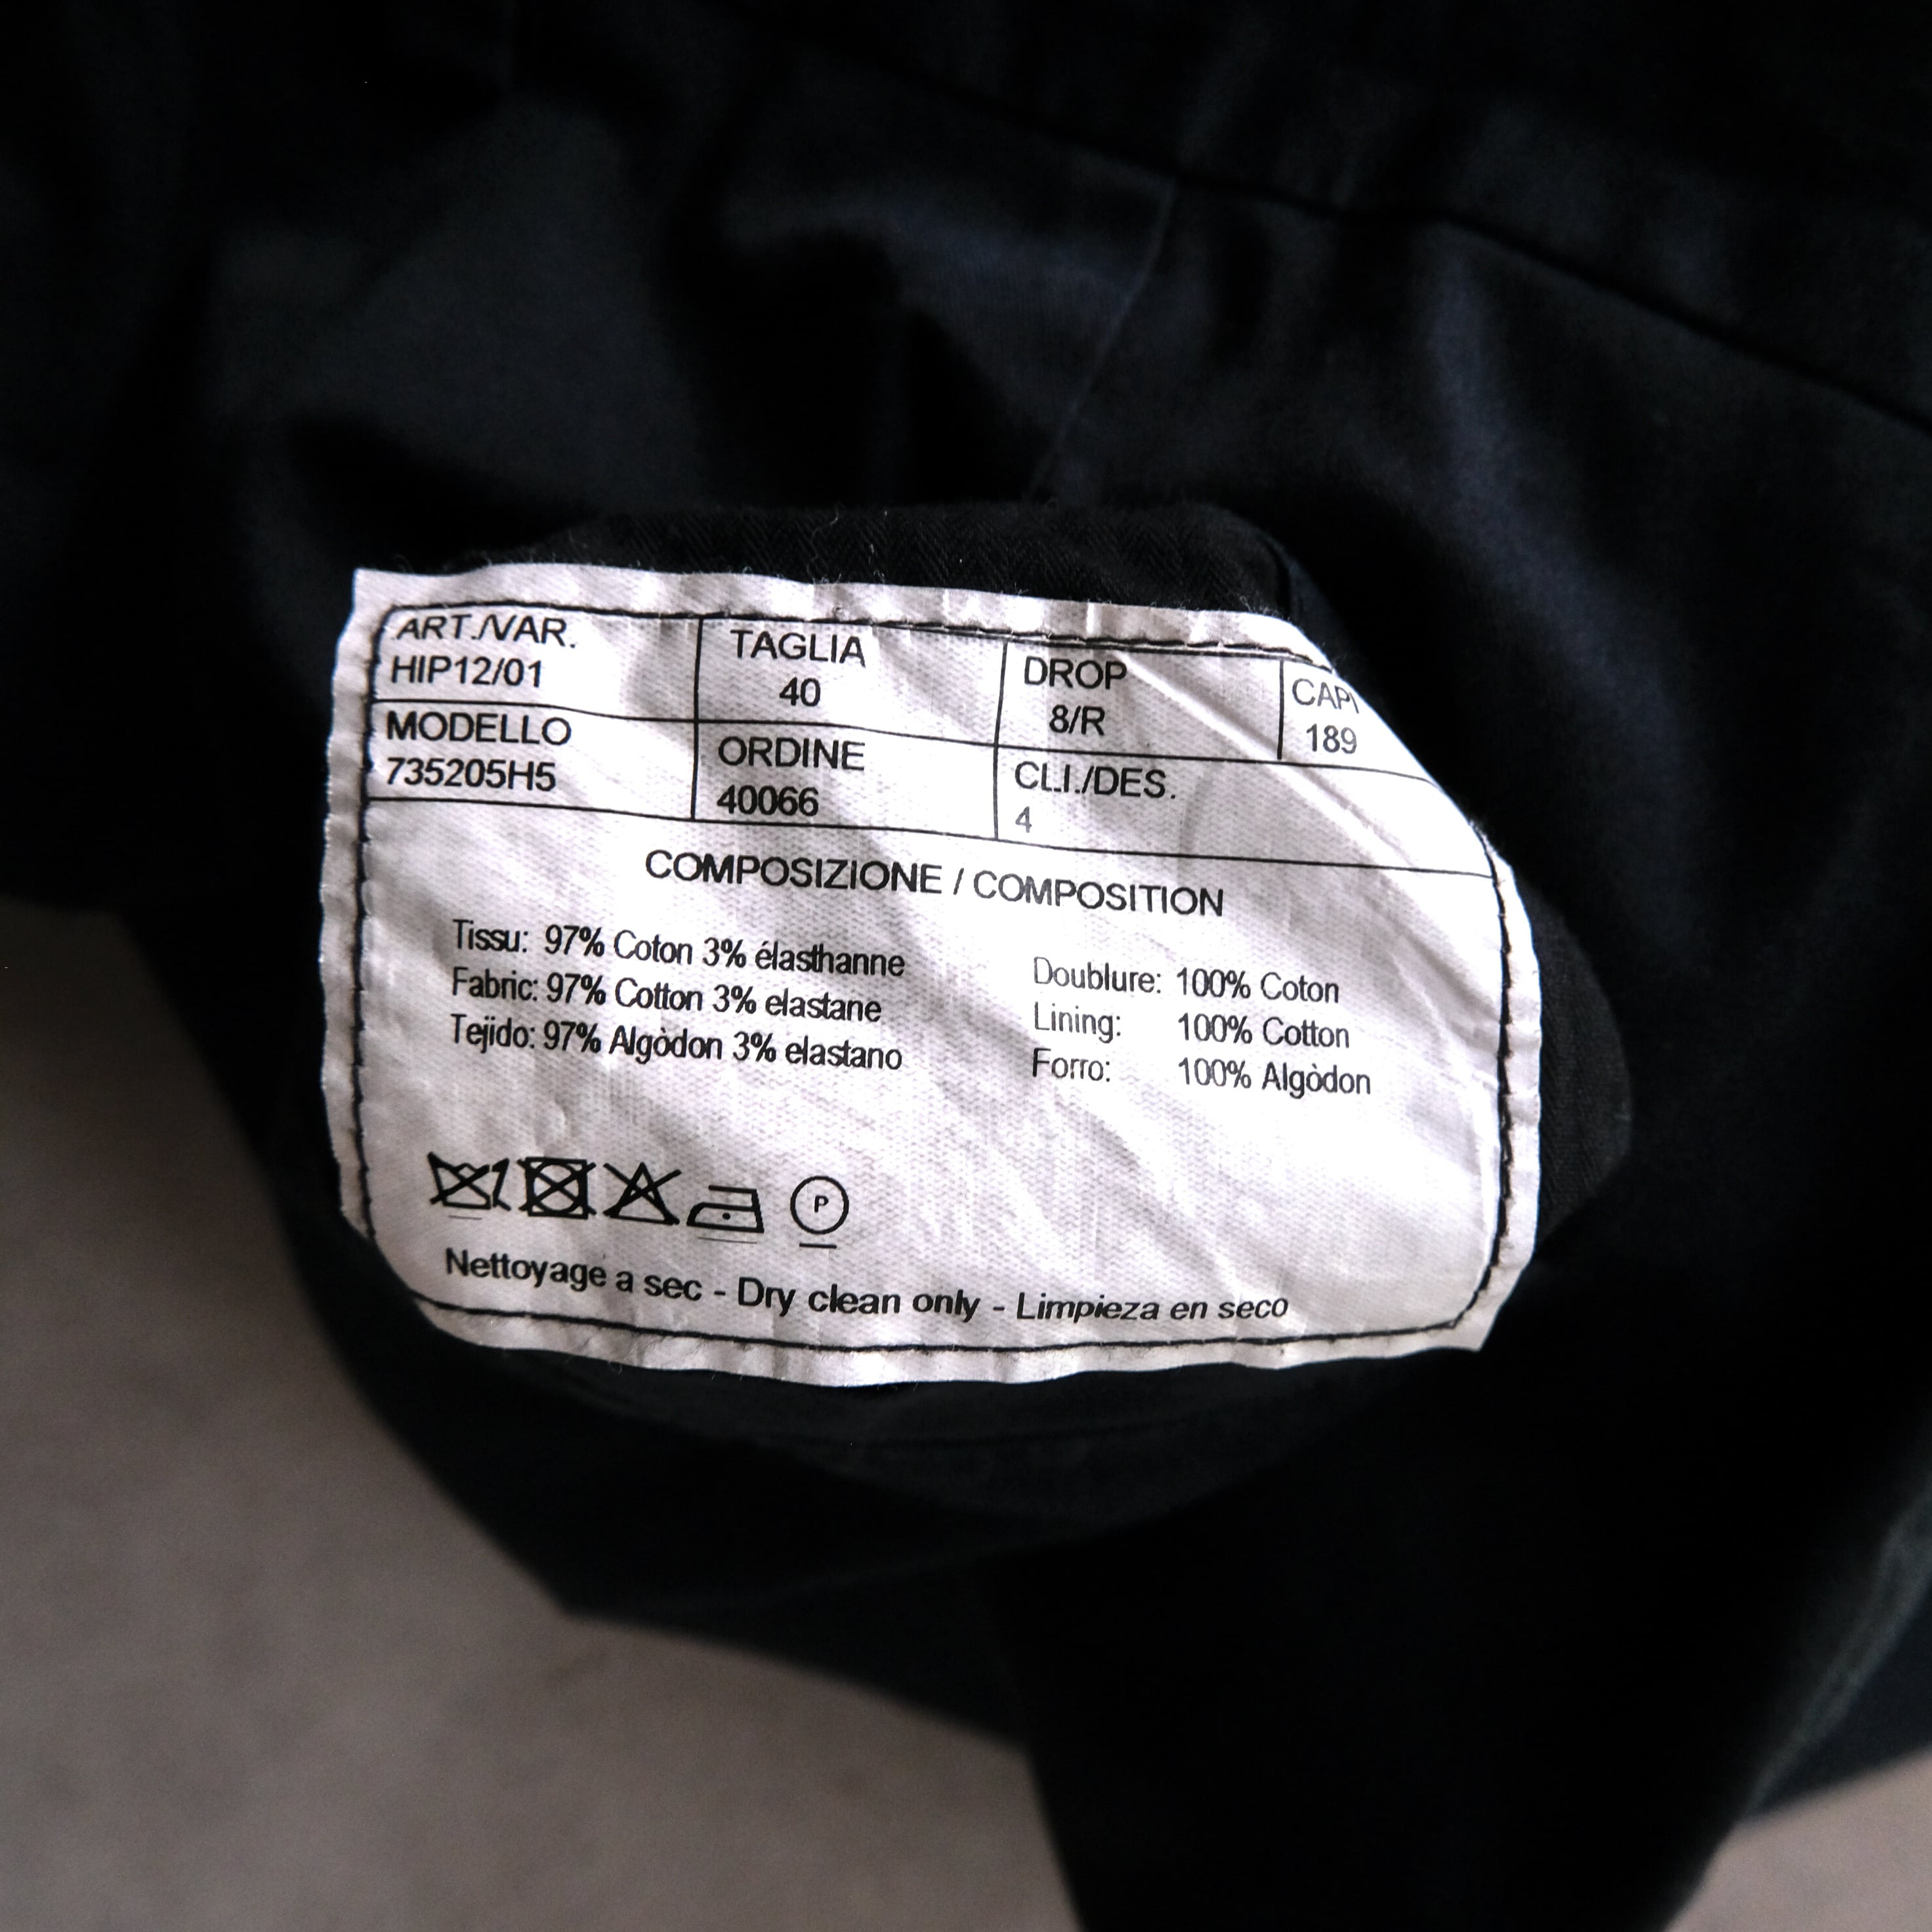 ART./VAR.
HIP12/01
TAGLIA
40
DROP
8/R
CAPI
189
MODELLO
735205H5
ORDINE
40066
CLI./DES.
4
COMPOSIZIONE / COMPOSITION
Tissu: 97% Coton 3% élasthanne
Fabric: 97% Cotton 3% elastane
Tejido: 97% Algòdon 3% elastano
Doublure: 100% Coton
Lining: 100% Cotton
Forro: 100% Algòdon
P
Nettoyage a sec - Dry clean only - Limpieza en seco